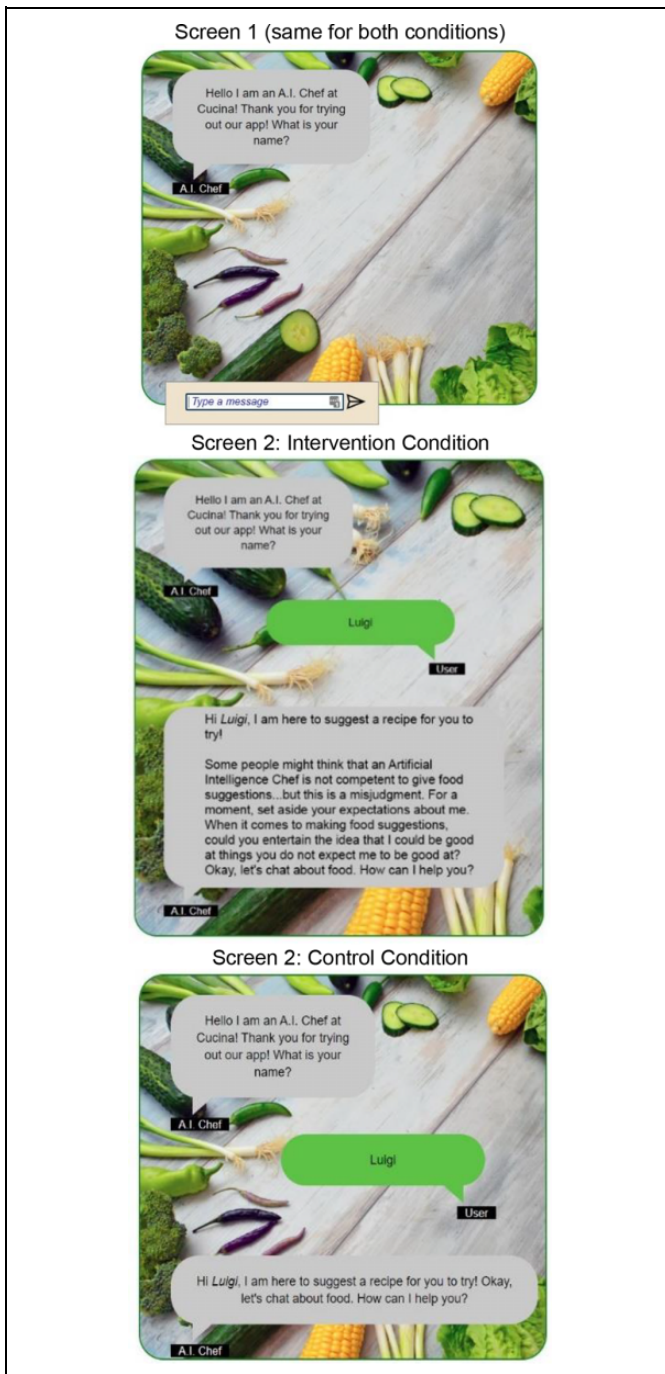 Screen 1 (same for both conditions)
Hello I am an A.I. Chef at
Cucina! Thank you for trying
out our app! What is your
name?
A.I. Chef
Type a message
Screen 2: Intervention Condition
Hello I am an A.I. Chef at
Cucina! Thank you for trying
out our app! What is your
name?
A.I. Chef
Luigi
User
Hi Luigi, I am here to suggest a recipe for you to
try!
Some people might think that an Artificial
Intelligence Chef is not competent to give food
suggestions...but this is a misjudgment. For a
moment, set aside your expectations about me.
When it comes to making food suggestions,
could you entertain the idea that I could be good
at things you do not expect me to be good at?
Okay, let's chat about food. How can I help you?
A.I. Chef
Screen 2: Control Condition
Hello I am an A.I. Chef at
Cucina! Thank you for trying
out our app! What is your
name?
A.I. Chef
Luigi
User
Hi Luigi, I am here to suggest a recipe for you to try! Okay,
let's chat about food. How can I help you?
A.I. Chef